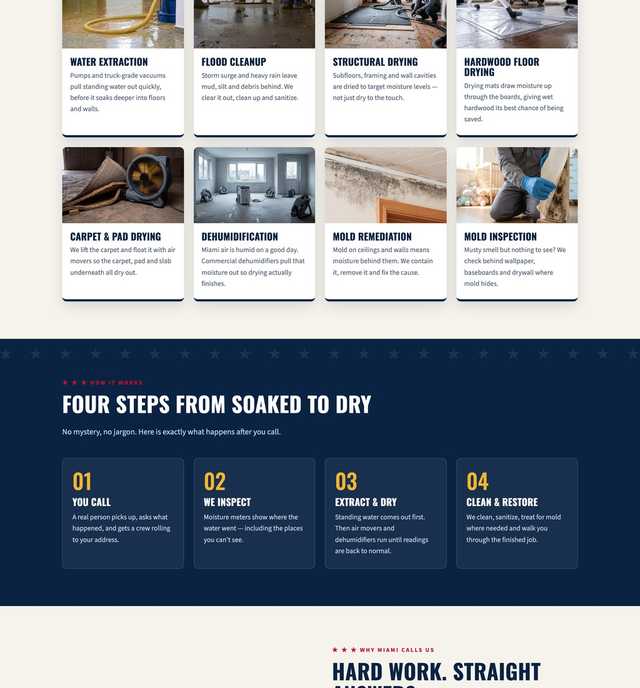 WATER EXTRACTION
Pumps and truck-grade vacuums
pull standing water out quickly,
before it soaks deeper into floors
and walls.
FLOOD CLEANUP
Storm surge and heavy rain leave
mud, silt and debris behind. We
clear it out, clean up and sanitize.
STRUCTURAL DRYING
Subfloors, framing and wall cavities
are dried to target moisture levels —
not just dry to the touch.
HARDWOOD FLOOR
DRYING
Drying mats draw moisture up
through the boards, giving wet
hardwood its best chance of being
saved.
CARPET & PAD DRYING
We lift the carpet and float it with air
movers so the carpet, pad and slab
underneath all dry out.
DEHUMIDIFICATION
Miami air is humid on a good day.
Commercial dehumidifiers pull that
moisture out so drying actually
finishes.
MOLD REMEDIATION
Mold on ceilings and walls means
moisture behind them. We contain
it, remove it and fix the cause.
MOLD INSPECTION
Musty smell but nothing to see? We
check behind wallpaper,
baseboards and drywall where
mold hides.
★ ★ ★ HOW IT WORKS
FOUR STEPS FROM SOAKED TO DRY
No mystery, no jargon. Here is exactly what happens after you call.
01
YOU CALL
A real person picks up, asks what
happened, and gets a crew rolling
to your address.
02
WE INSPECT
Moisture meters show where the
water went — including the places
you can't see.
03
EXTRACT & DRY
Standing water comes out first.
Then air movers and
dehumidifiers run until readings
are back to normal.
04
CLEAN & RESTORE
We clean, sanitize, treat for mold
where needed and walk you
through the finished job.
★ ★ ★ WHY MIAMI CALLS US
HARD WORK. STRAIGHT
ANSWERS.